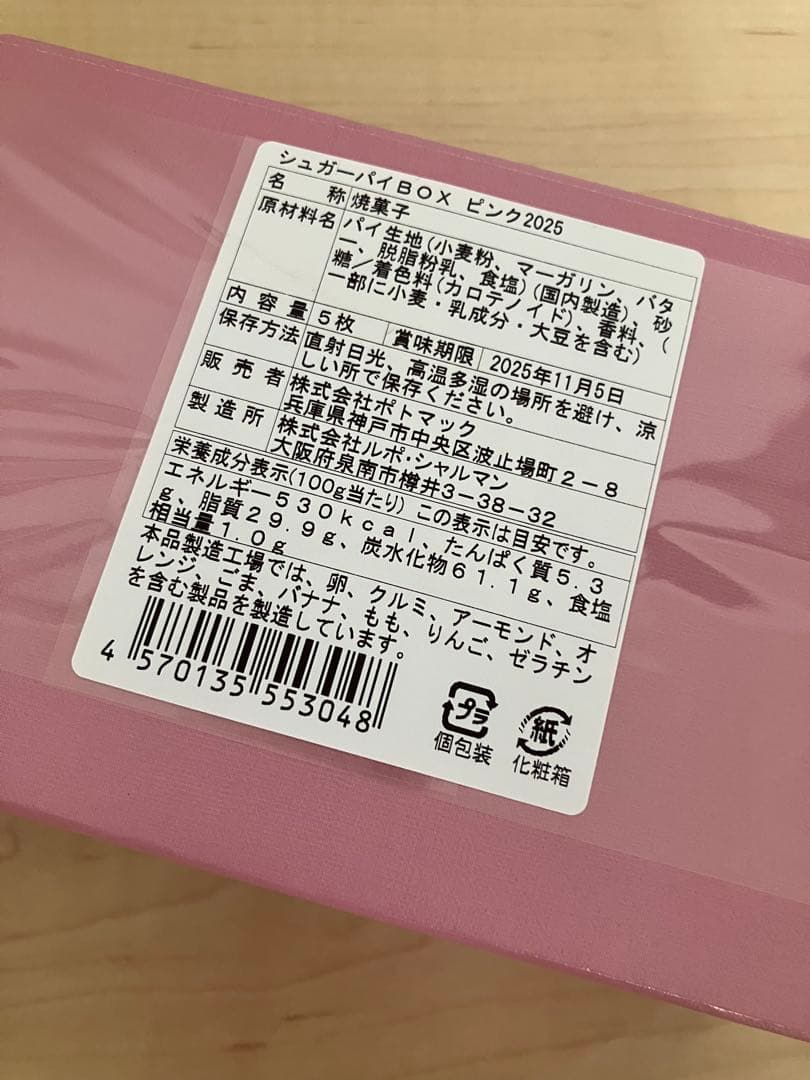 シュガーパイBOX ピンク2025
名 称 焼菓子
原材料名 パイ生地(小麦粉、マーガリン、バタ
ー、脱脂粉乳、食塩)(国内製造)、砂
糖/着色料(カロテノイド)、香料、(
一部に小麦・乳成分・大豆を含む)
内容量 5枚 賞味期限 2025年11月5日
保存方法 直射日光、高温多湿の場所を避け、涼
しい所で保存ください。
販売者 株式会社ポトマック
兵庫県神戸市中央区波止場町2-8
製造所 株式会社ルポ・シャルマン
大阪府泉南市樽井3-38-32
栄養成分表示(100g当たり) この表示は目安です。
エネルギー530kcal、たんぱく質5.3
g、脂質29.9g、炭水化物61.1g、食塩
相当量1.0g
本品製造工場では、卵、クルミ、アーモンド、オ
レンジ、ごま、バナナ、もも、りんご、ゼラチン
を含む製品を製造しています。
4 570135 553048
プラ
個包装
紙
化粧箱